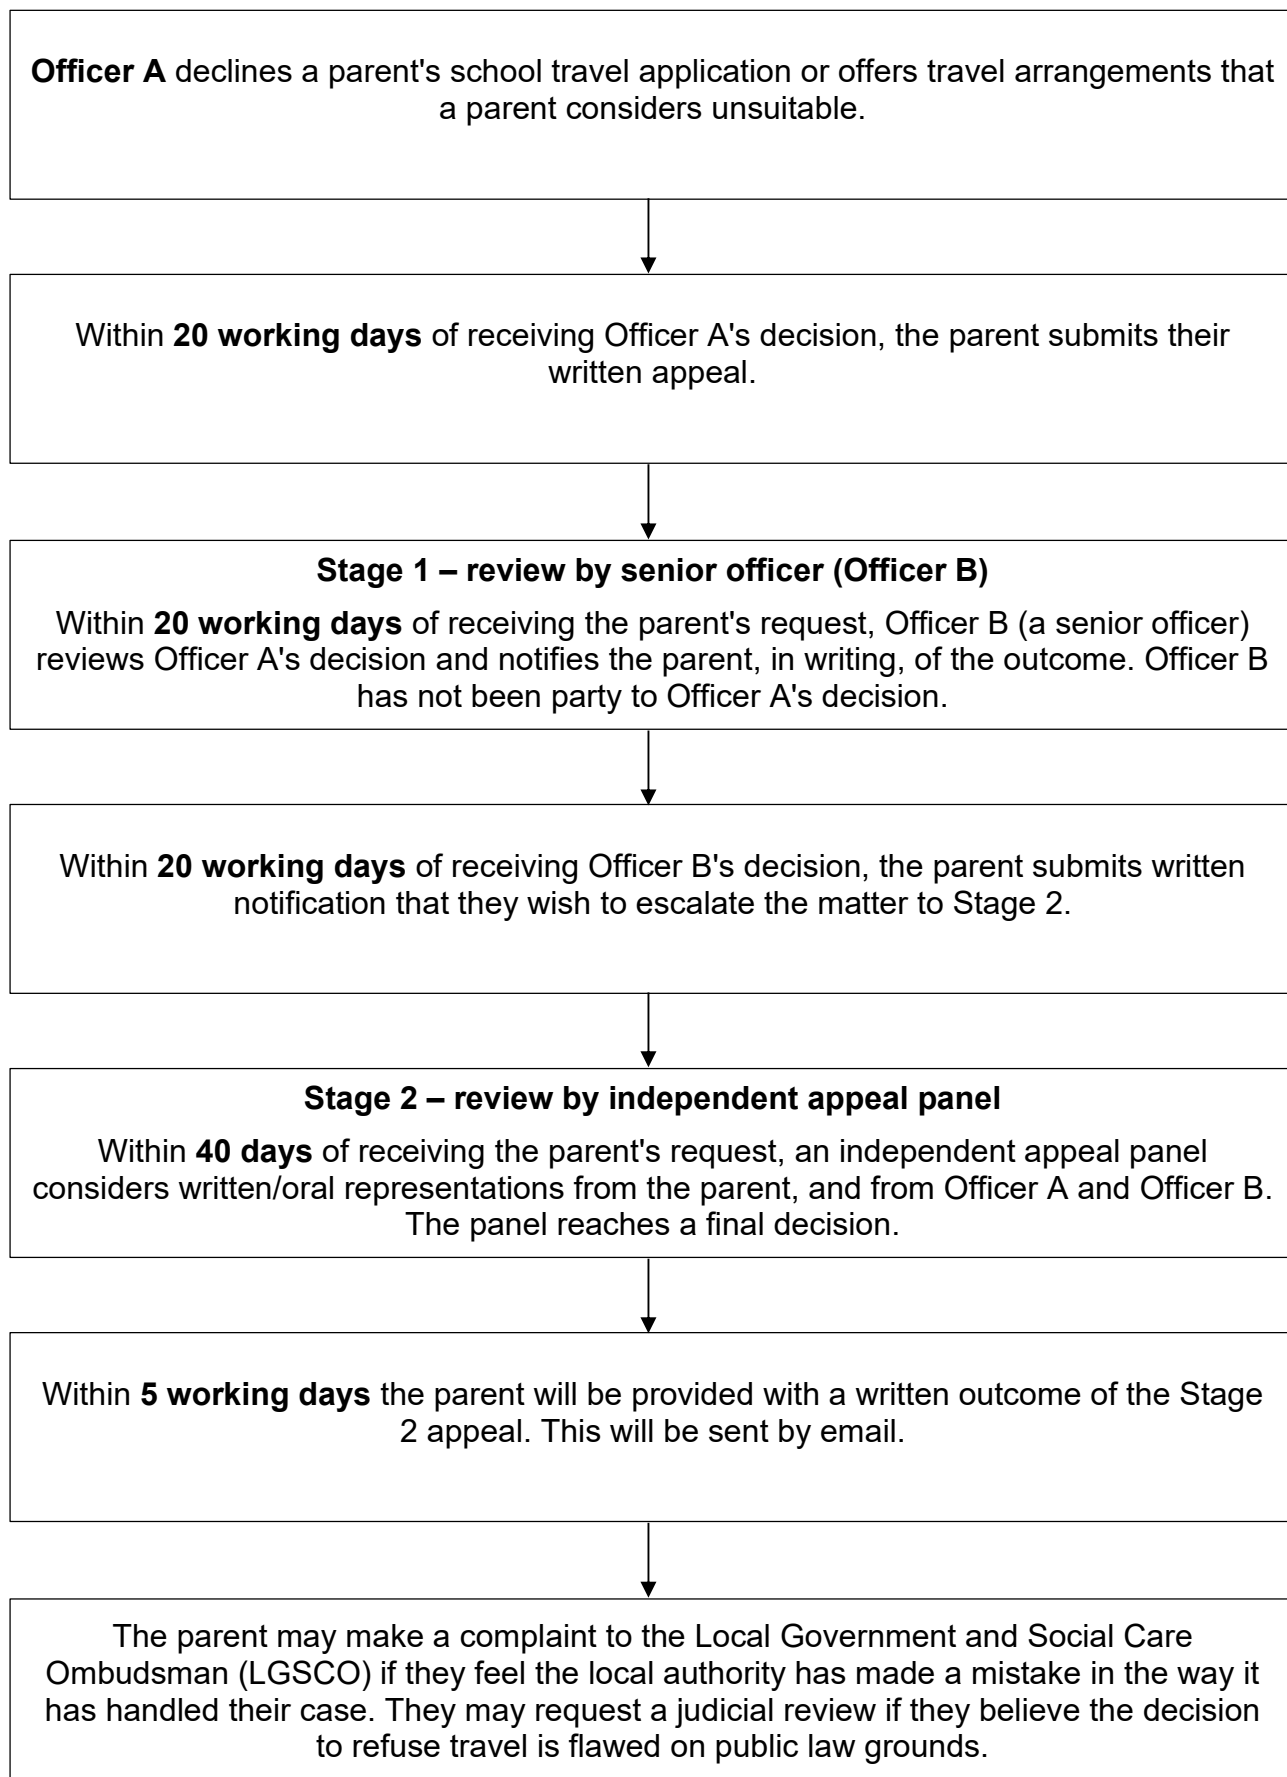 Officer A declines a parent's school travel application or offers travel arrangements that
a parent considers unsuitable.
Within 20 working days of receiving Officer A's decision, the parent submits their
written appeal.
Stage 1 – review by senior officer (Officer B)
Within 20 working days of receiving the parent's request, Officer B (a senior officer)
reviews Officer A's decision and notifies the parent, in writing, of the outcome. Officer B
has not been party to Officer A's decision.
Within 20 working days of receiving Officer B's decision, the parent submits written
notification that they wish to escalate the matter to Stage 2.
Stage 2 – review by independent appeal panel
Within 40 days of receiving the parent's request, an independent appeal panel
considers written/oral representations from the parent, and from Officer A and Officer B.
The panel reaches a final decision.
Within 5 working days the parent will be provided with a written outcome of the Stage
2 appeal. This will be sent by email.
The parent may make a complaint to the Local Government and Social Care
Ombudsman (LGSCO) if they feel the local authority has made a mistake in the way it
has handled their case. They may request a judicial review if they believe the decision
to refuse travel is flawed on public law grounds.